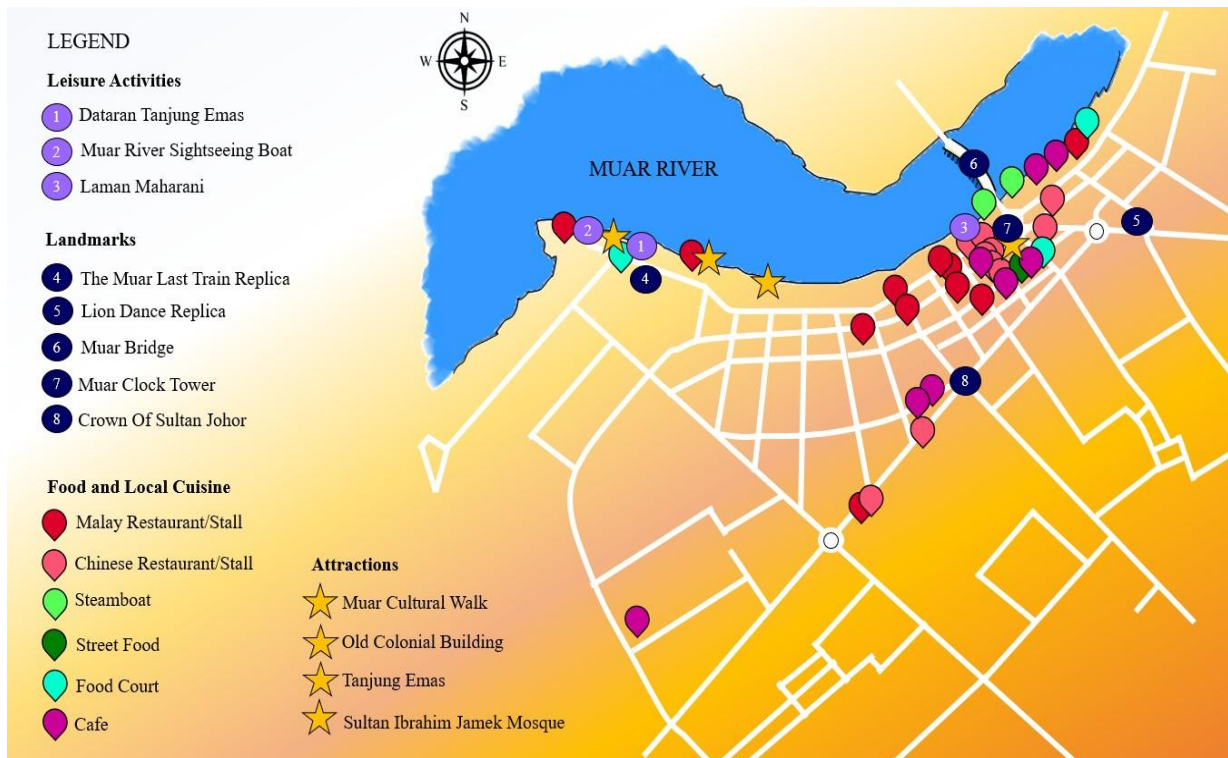 LEGEND
Leisure Activities
1 Dataran Tanjung Emas
2 Muar River Sightseeing Boat
3 Laman Maharani
Landmarks
4 The Muar Last Train Replica
5 Lion Dance Replica
6 Muar Bridge
7 Muar Clock Tower
8 Crown Of Sultan Johor
Food and Local Cuisine
Malay Restaurant/Stall
Chinese Restaurant/Stall
Steamboat
Street Food
Food Court
Cafe
Attractions
Muar Cultural Walk
Old Colonial Building
Tanjung Emas
Sultan Ibrahim Jamek Mosque
N
W E
S
MUAR RIVER
6
3
7
5
2
1
4
8